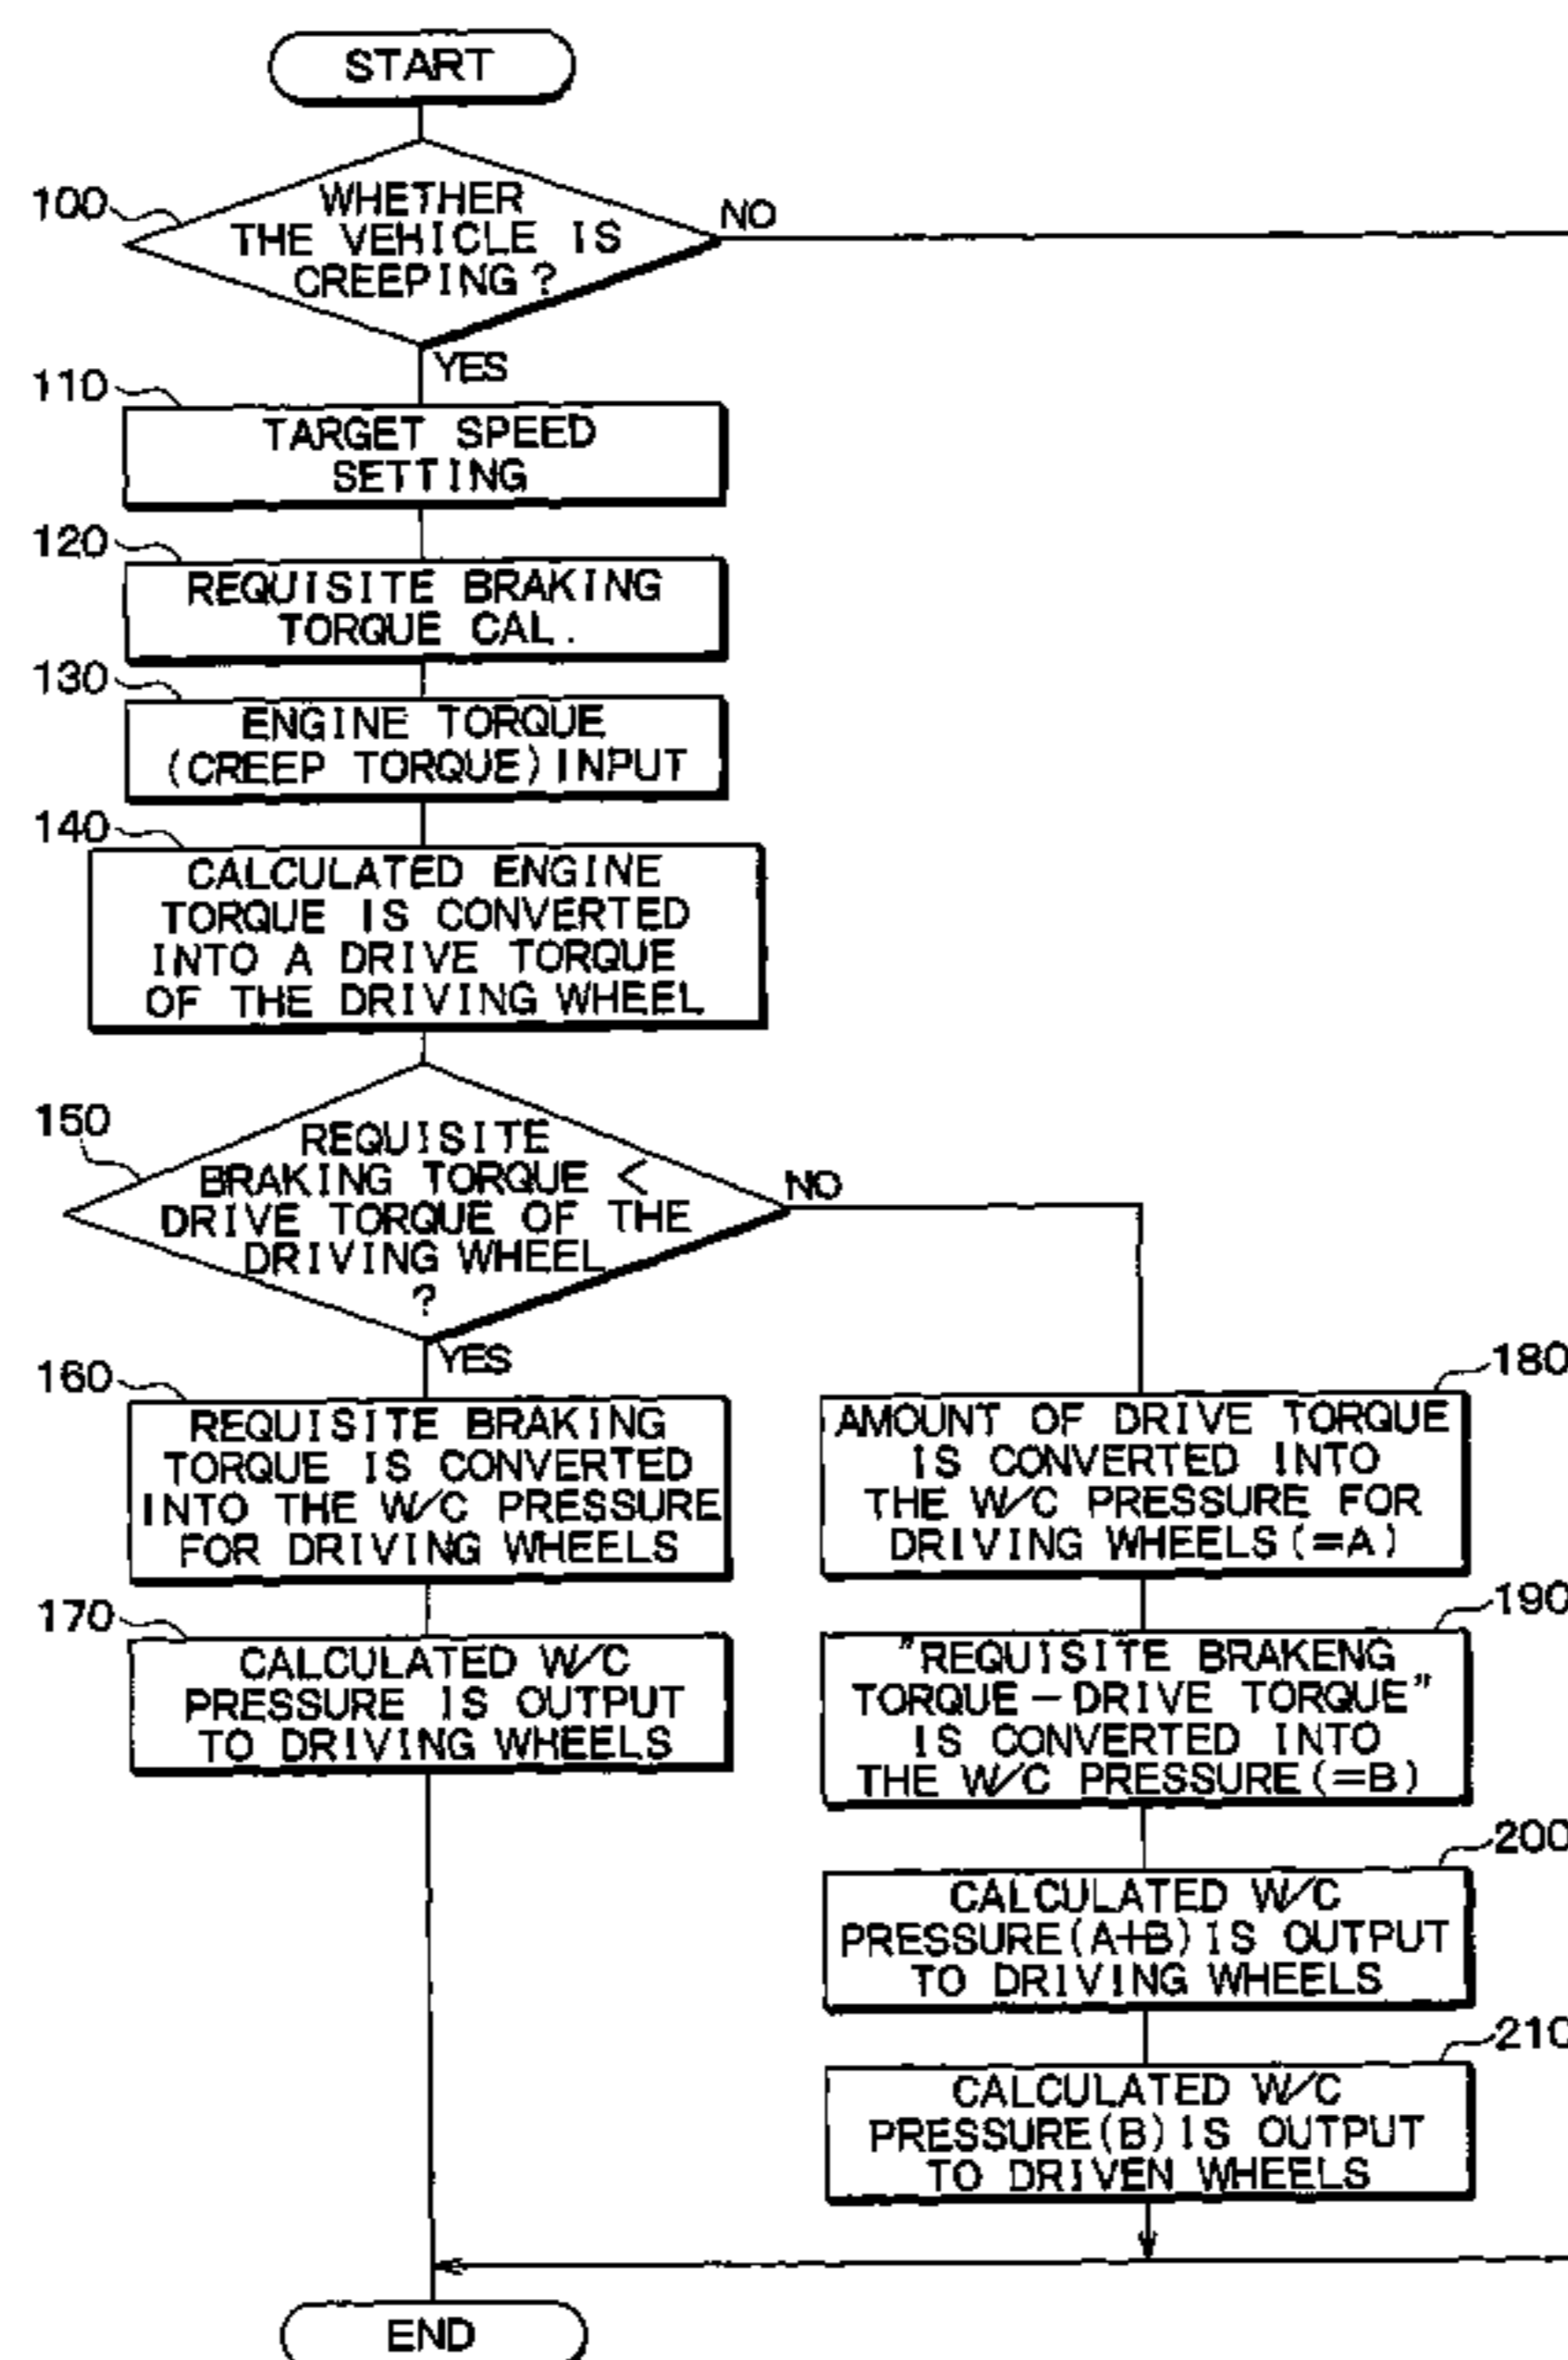 START
100
WHETHER
THE VEHICLE IS
CREEPING?
NO
YES
110
TARGET SPEED
SETTING
120
REQUISITE BRAKING
TORQUE CAL.
130
ENGINE TORQUE
(CREEP TORQUE) INPUT
140
CALCULATED ENGINE
TORQUE IS CONVERTED
INTO A DRIVE TORQUE
OF THE DRIVING WHEEL
150
REQUISITE
BRAKING TORQUE <
DRIVE TORQUE OF THE
DRIVING WHEEL
?
NO
YES
160
REQUISITE BRAKING
TORQUE IS CONVERTED
INTO THE W/C PRESSURE
FOR DRIVING WHEELS
170
CALCULATED W/C
PRESSURE IS OUTPUT
TO DRIVING WHEELS
180
AMOUNT OF DRIVE TORQUE
IS CONVERTED INTO
THE W/C PRESSURE FOR
DRIVING WHEELS (=A)
190
"REQUISITE BRAKENG
TORQUE - DRIVE TORQUE"
IS CONVERTED INTO
THE W/C PRESSURE (=B)
200
CALCULATED W/C
PRESSURE (A+B) IS OUTPUT
TO DRIVING WHEELS
210
CALCULATED W/C
PRESSURE (B) IS OUTPUT
TO DRIVEN WHEELS
END